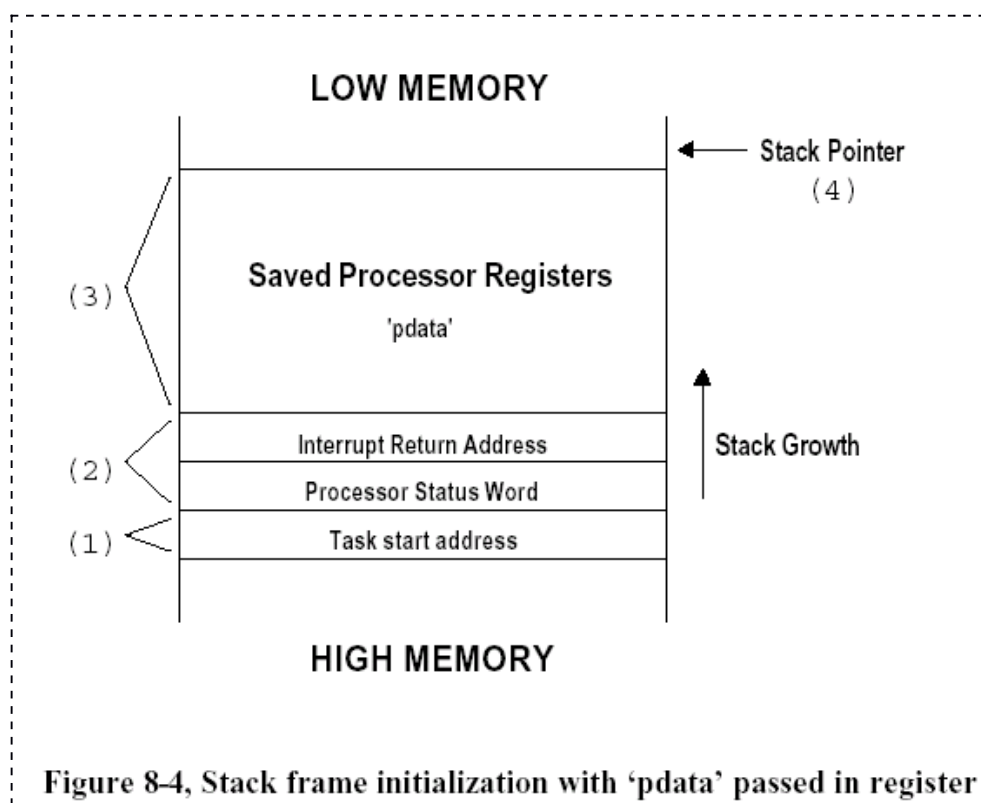 LOW MEMORY
Stack Pointer
(4)
Saved Processor Registers
'pdata'
(3)
Interrupt Return Address
Stack Growth
(2)
Processor Status Word
(1)
Task start address
HIGH MEMORY
Figure 8-4, Stack frame initialization with ‘pdata’ passed in register